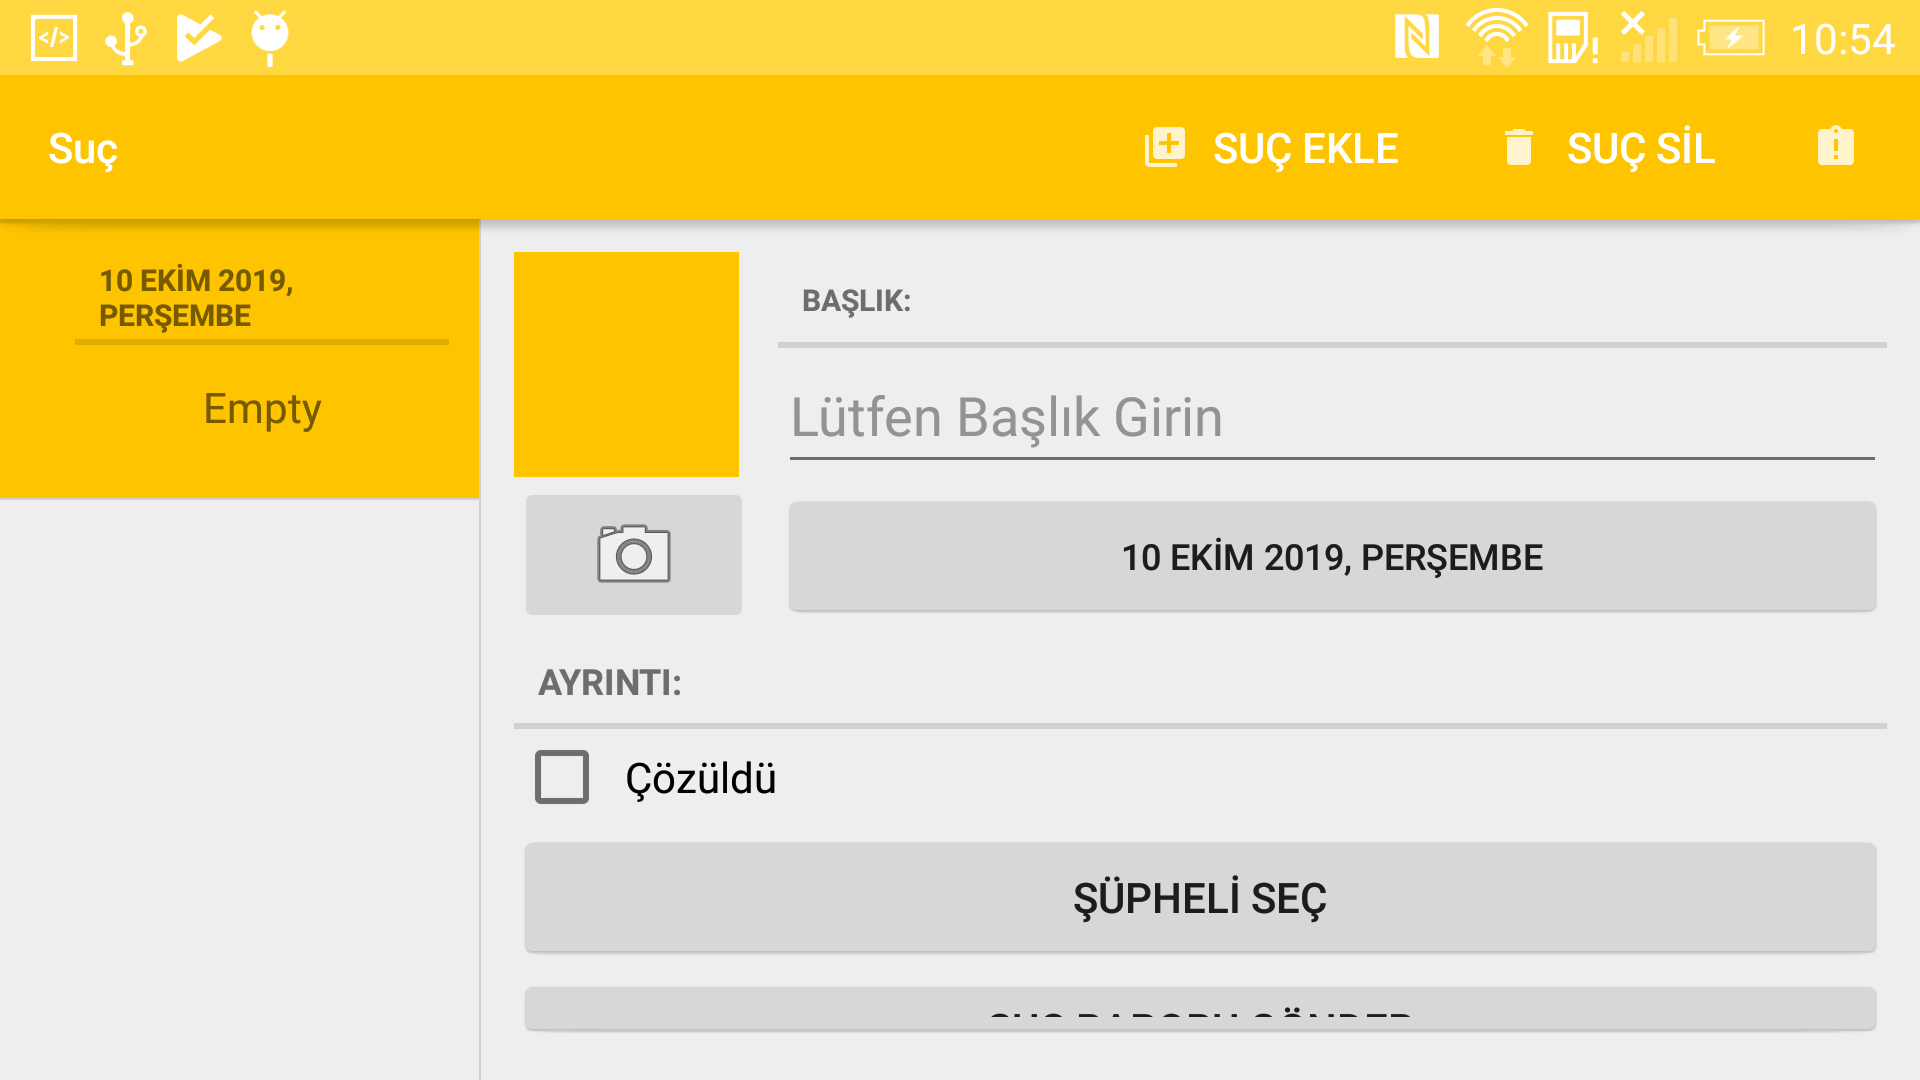 10:54
Suç
SUÇ EKLE
SUÇ SİL
10 EKİM 2019,
PERŞEMBE
Empty
BAŞLIK:
Lütfen Başlık Girin
10 EKİM 2019, PERŞEMBE
AYRINTI:
Çözüldü
ŞÜPHELİ SEÇ